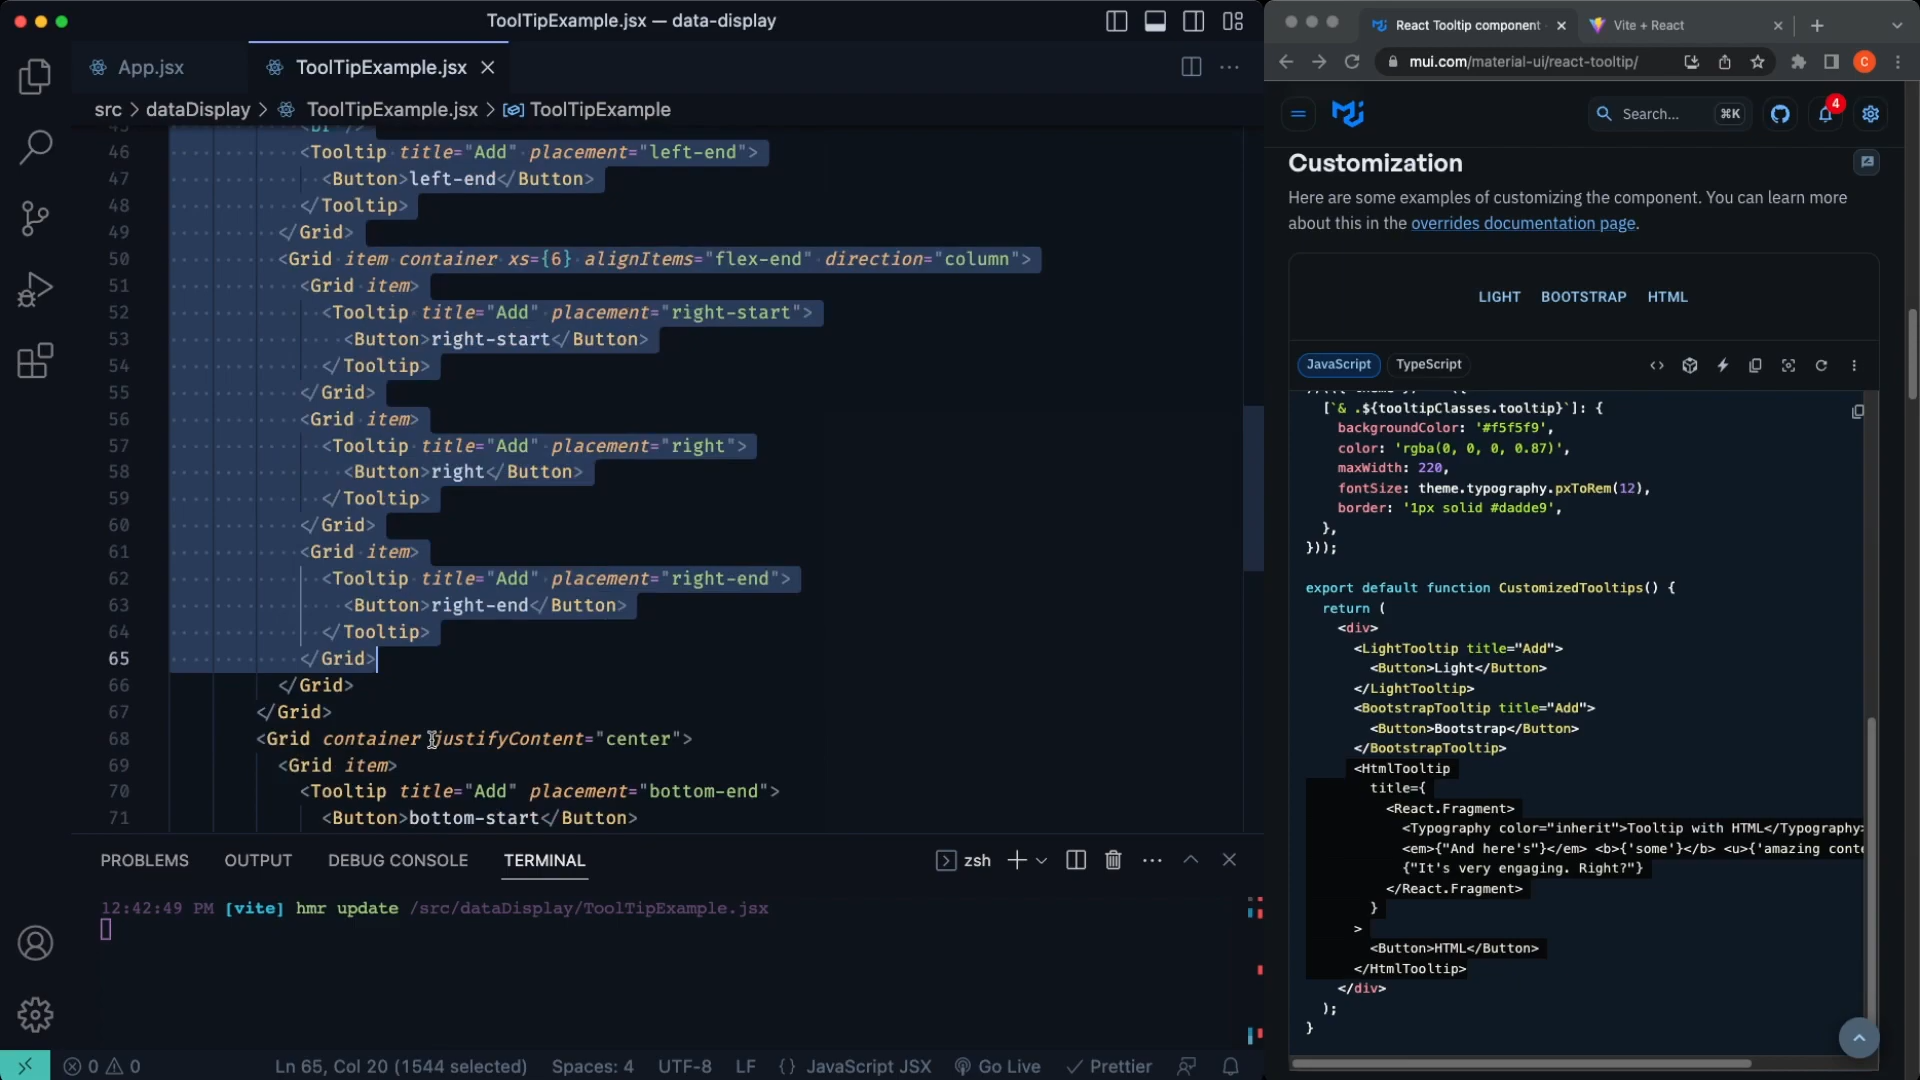 ToolTipExample.jsx — data-display
App.jsx
ToolTipExample.jsx
src > dataDisplay > ToolTipExample.jsx > ToolTipExample
45 <br />
46 <Tooltip title="Add" placement="left-end">
47 <Button>left-end</Button>
48 </Tooltip>
49 </Grid>
50 <Grid item container xs={6} alignItems="flex-end" direction="column">
51 <Grid item>
52 <Tooltip title="Add" placement="right-start">
53 <Button>right-start</Button>
54 </Tooltip>
55 </Grid>
56 <Grid item>
57 <Tooltip title="Add" placement="right">
58 <Button>right</Button>
59 </Tooltip>
60 </Grid>
61 <Grid item>
62 <Tooltip title="Add" placement="right-end">
63 <Button>right-end</Button>
64 </Tooltip>
65 </Grid>
66 </Grid>
67 </Grid>
68 <Grid container justifyContent="center">
69 <Grid item>
70 <Tooltip title="Add" placement="bottom-end">
71 <Button>bottom-start</Button>
PROBLEMS OUTPUT DEBUG CONSOLE TERMINAL
zsh
12:42:49 PM [vite] hmr update /src/dataDisplay/ToolTipExample.jsx
0 0 Ln 65, Col 20 (1544 selected) Spaces: 4 UTF-8 LF {} JavaScript JSX Go Live Prettier
React Tooltip component
Vite + React
mui.com/material-ui/react-tooltip/
C
Search... ⌘K
4
Customization
Here are some examples of customizing the component. You can learn more
about this in the overrides documentation page.
LIGHT BOOTSTRAP HTML
JavaScript TypeScript
[`& .${tooltipClasses.tooltip}`]: {
backgroundColor: '#f5f5f9',
color: 'rgba(0, 0, 0, 0.87)',
maxWidth: 220,
fontSize: theme.typography.pxToRem(12),
border: '1px solid #dadde9',
},
}));
export default function CustomizedTooltips() {
return (
<div>
<LightTooltip title="Add">
<Button>Light</Button>
</LightTooltip>
<BootstrapTooltip title="Add">
<Button>Bootstrap</Button>
</BootstrapTooltip>
<HtmlTooltip
title={
<React.Fragment>
<Typography color="inherit">Tooltip with HTML</Typography>
<em>{"And here's"}</em> <b>{'some'}</b> <u>{'amazing conte
{"It's very engaging. Right?"}
</React.Fragment>
}
>
<Button>HTML</Button>
</HtmlTooltip>
</div>
);
}